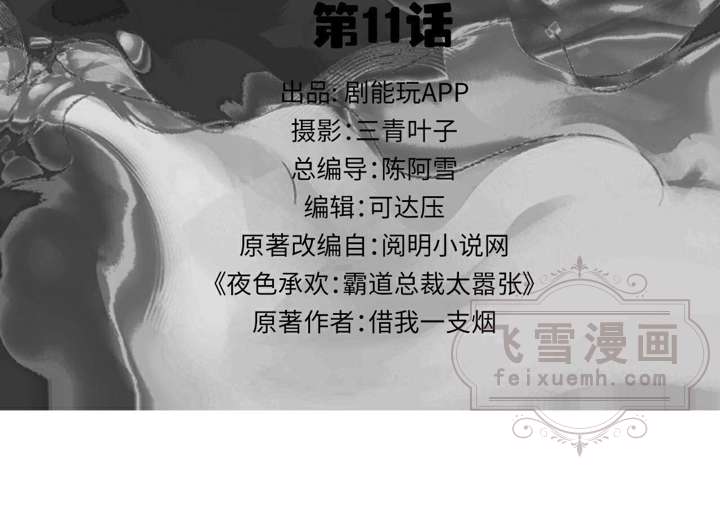 第11话
出品：剧能玩APP
摄影：三青叶子
总编导：陈阿雪
编辑：可达压
原著改编自：阅明小说网
《夜色承欢：霸道总裁太嚣张》
原著作者：借我一支烟
飞雪漫画
feixuemh.com